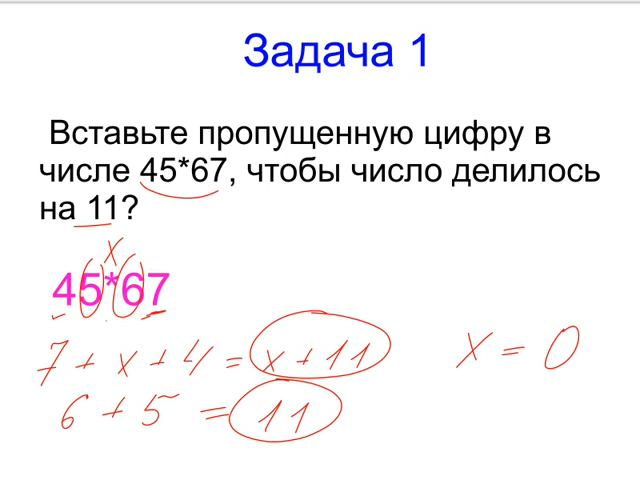 Задача 1
Вставьте пропущенную цифру в
числе 45*67, чтобы число делилось
на 11?
x
45*67
7 + x + 4 = x + 11
x = 0
6 + 5 = 11